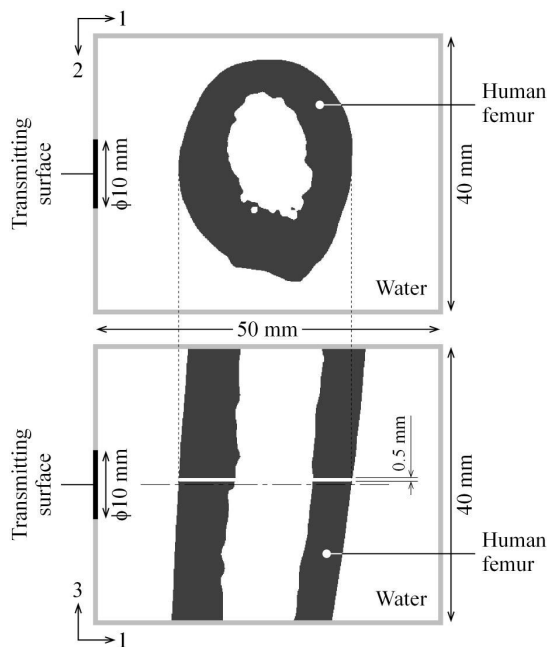 1
2
Transmitting
surface
ϕ10 mm
Human
femur
40 mm
Water
50 mm
Transmitting
surface
ϕ10 mm
0.5 mm
40 mm
Human
femur
3
Water
1